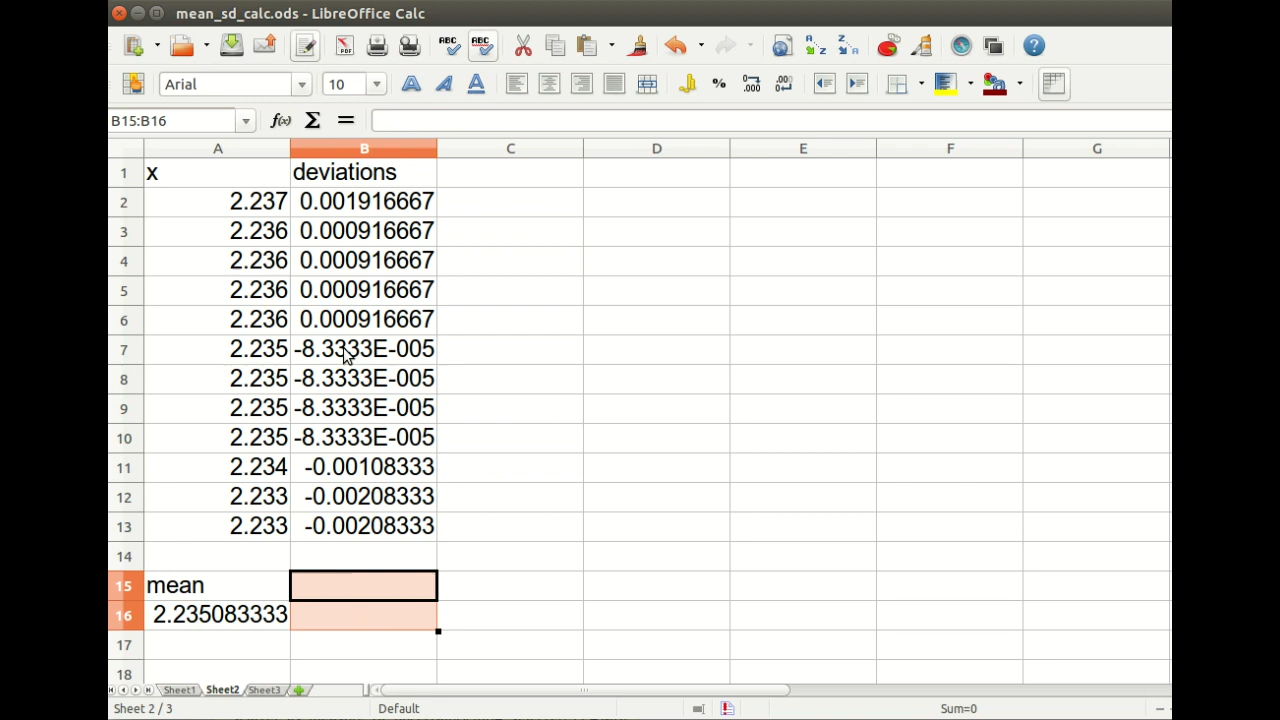 mean_sd_calc.ods - LibreOffice Calc
Arial 10
B15:B16
A B C D E F G
1 x deviations
2 2.237 0.001916667
3 2.236 0.000916667
4 2.236 0.000916667
5 2.236 0.000916667
6 2.236 0.000916667
7 2.235 -8.3333E-005
8 2.235 -8.3333E-005
9 2.235 -8.3333E-005
10 2.235 -8.3333E-005
11 2.234 -0.00108333
12 2.233 -0.00208333
13 2.233 -0.00208333
14
15 mean
16 2.235083333
17
18
Sheet1 Sheet2 Sheet3
Sheet 2 / 3 Default Sum=0